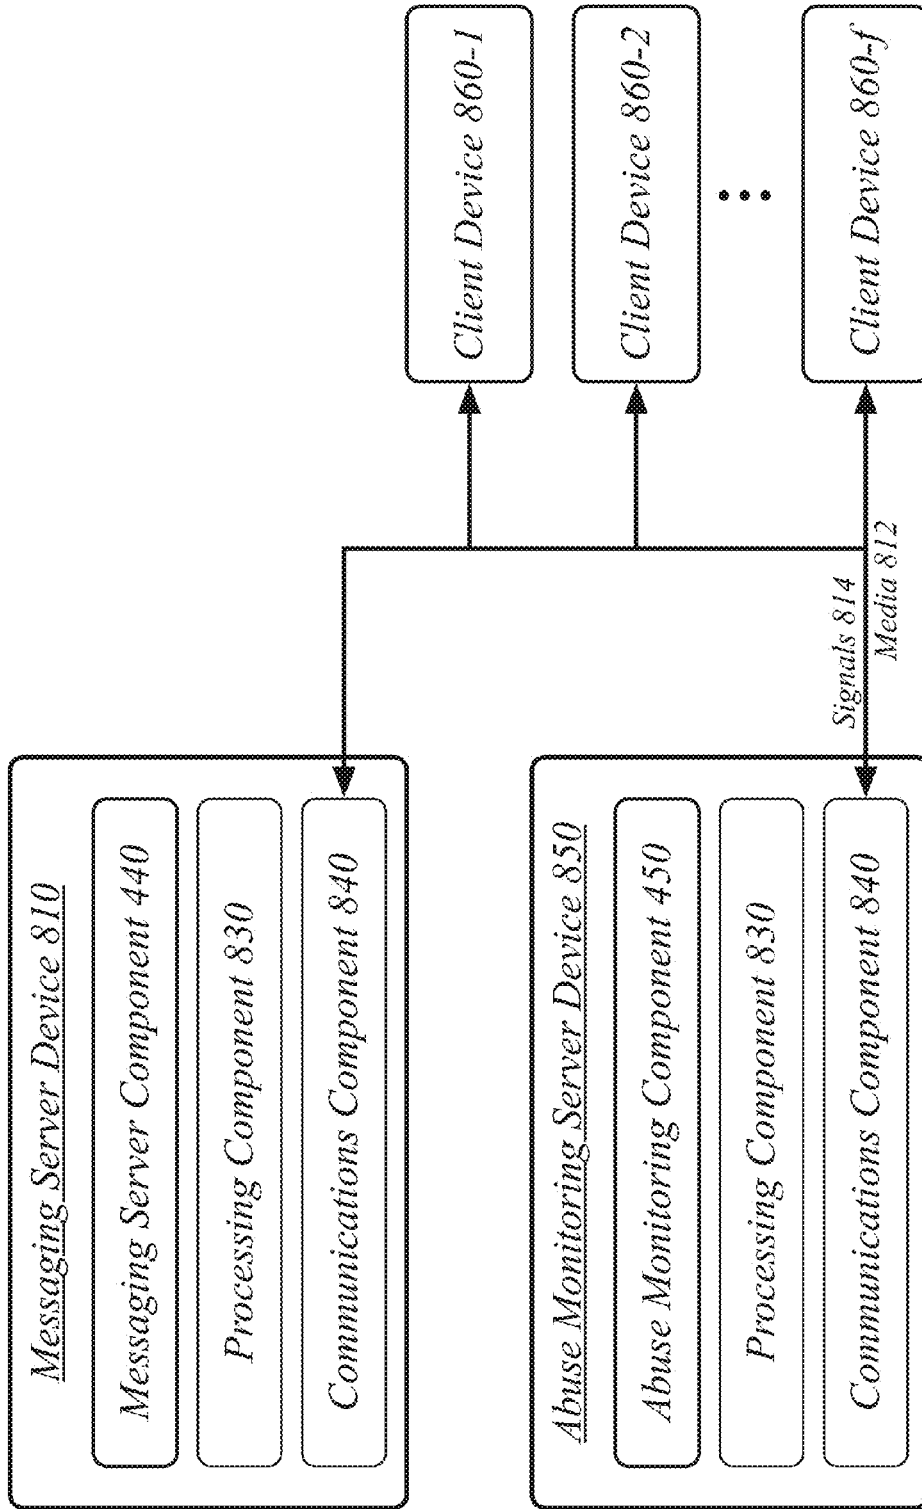 Messaging Server Device 810
Messaging Server Component 440
Processing Component 830
Communications Component 840
Abuse Monitoring Server Device 850
Abuse Monitoring Component 450
Processing Component 830
Communications Component 840
Signals 814
Media 812
Client Device 860-1
Client Device 860-2
Client Device 860-f